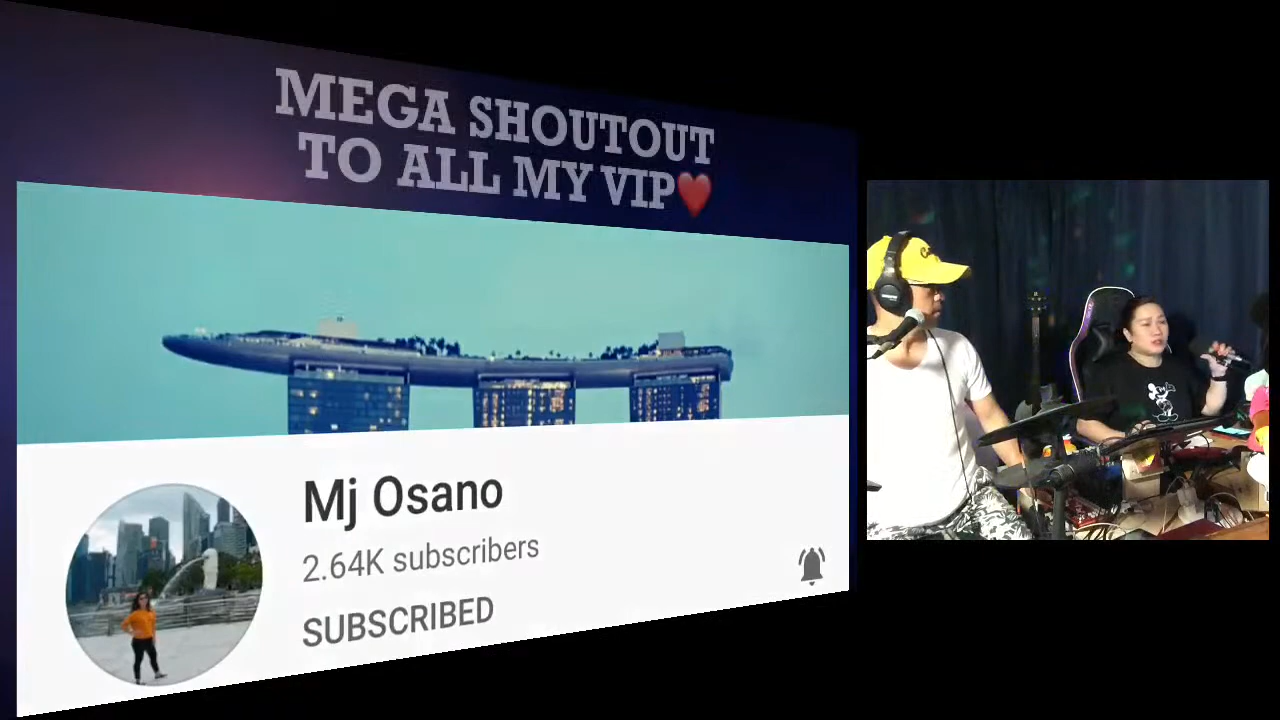 MEGA SHOUTOUT
TO ALL MY VIP❤️
Mj Osano
2.64K subscribers
SUBSCRIBED